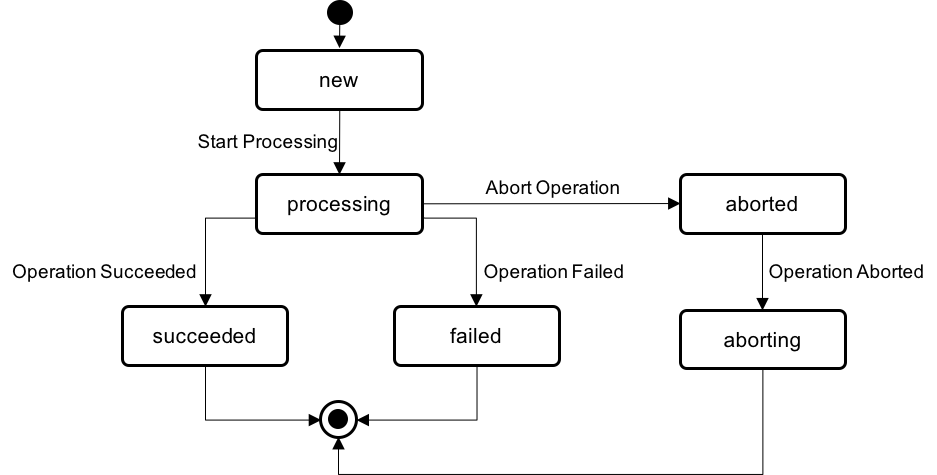 new
Start Processing
processing
Abort Operation
aborted
Operation Succeeded
Operation Failed
Operation Aborted
succeeded
failed
aborting